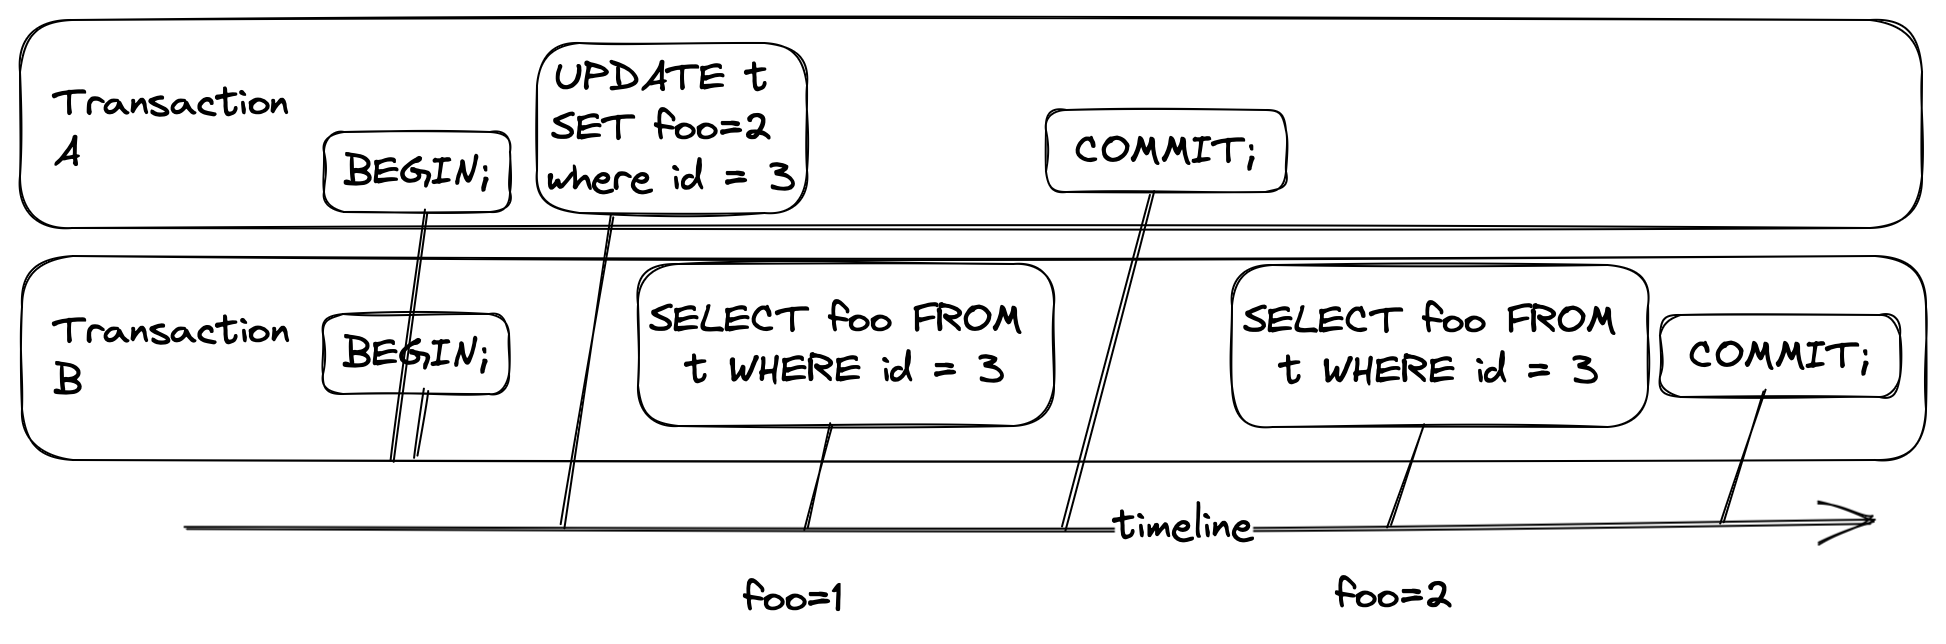 Transaction
A
BEGIN;
UPDATE t
SET foo=2
where id = 3
COMMIT;
Transaction
B
BEGIN;
SELECT foo FROM
t WHERE id = 3
SELECT foo FROM
t WHERE id = 3
COMMIT;
timeline
foo=1
foo=2